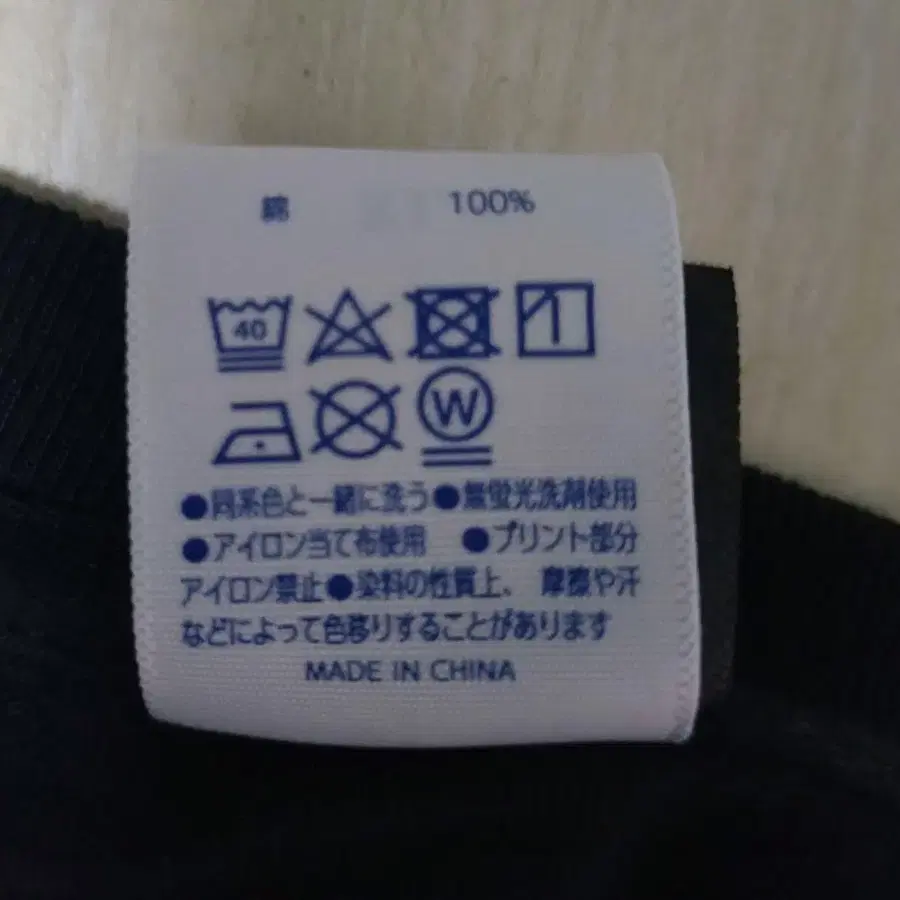 綿 100%
40
W
●同系色と一緒に洗う●無蛍光洗剤使用
●アイロン当て布使用 ●プリント部分
アイロン禁止●染料の性質上、摩擦や汗
などによって色移りすることがあります
MADE IN CHINA